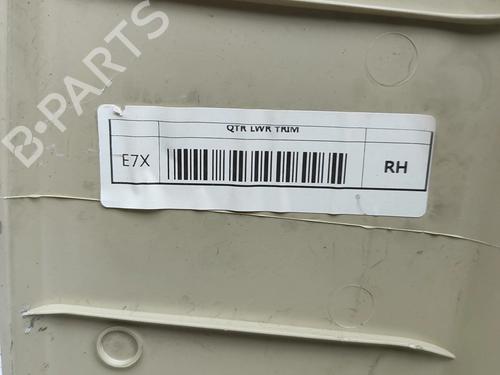 B-PARTS
QTR LWR TRIM
E7X
RH